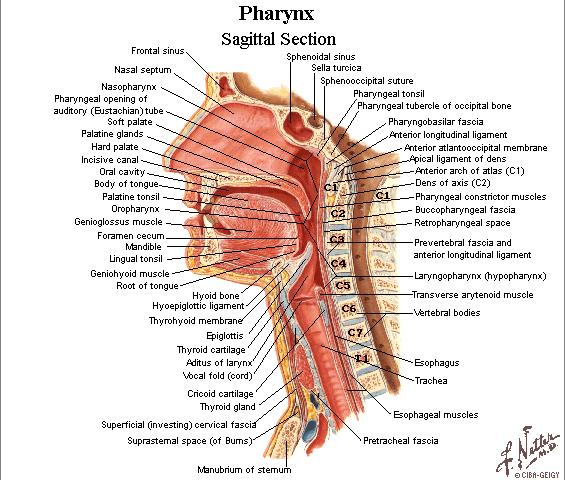 Pharynx
Sagittal Section
Frontal sinus
Nasal septum
Nasopharynx
Pharyngeal opening of
auditory (Eustachian) tube
Soft palate
Palatine glands
Hard palate
Incisive canal
Oral cavity
Body of tongue
Palatine tonsil
Oropharynx
Genioglossus muscle
Foramen cecum
Mandible
Lingual tonsil
Geniohyoid muscle
Root of tongue
Hyoid bone
Hyoepiglottic ligament
Thyrohyoid membrane
Epiglottis
Thyroid cartilage
Aditus of larynx
Vocal fold (cord)
Cricoid cartilage
Thyroid gland
Superficial (investing) cervical fascia
Suprasternal space (of Burns)
Manubrium of sternum
Sphenoidal sinus
Sella turcica
Sphenooccipital suture
Pharyngeal tonsil
Pharyngeal tubercle of occipital bone
Pharyngobasilar fascia
Anterior longitudinal ligament
Anterior atlantooccipital membrane
Apical ligament of dens
Anterior arch of atlas (C1)
Dens of axis (C2)
Pharyngeal constrictor muscles
Buccopharyngeal fascia
Retropharyngeal space
Prevertebral fascia and
anterior longitudinal ligament
Laryngopharynx (hypopharynx)
Transverse arytenoid muscle
Vertebral bodies
Esophagus
Trachea
Esophageal muscles
Pretracheal fascia
C1
C1
C2
C3
C4
C5
C6
C7
T1
F. Netter
M.D.
© CIBA-GEIGY